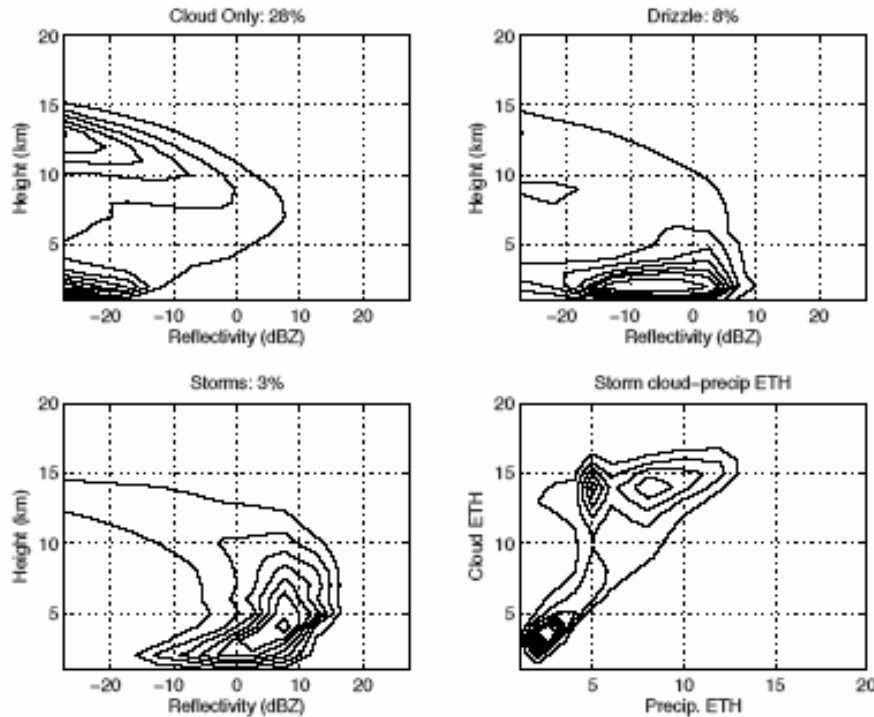 Cloud Only: 28%
20
15
10
5
Height (km)
−20 −10 0 10 20
Reflectivity (dBZ)
Drizzle: 8%
20
15
10
5
Height (km)
−20 −10 0 10 20
Reflectivity (dBZ)
Storms: 3%
20
15
10
5
Height (km)
−20 −10 0 10 20
Reflectivity (dBZ)
Storm cloud−precip ETH
20
15
10
5
Cloud ETH
5 10 15 20
Precip. ETH